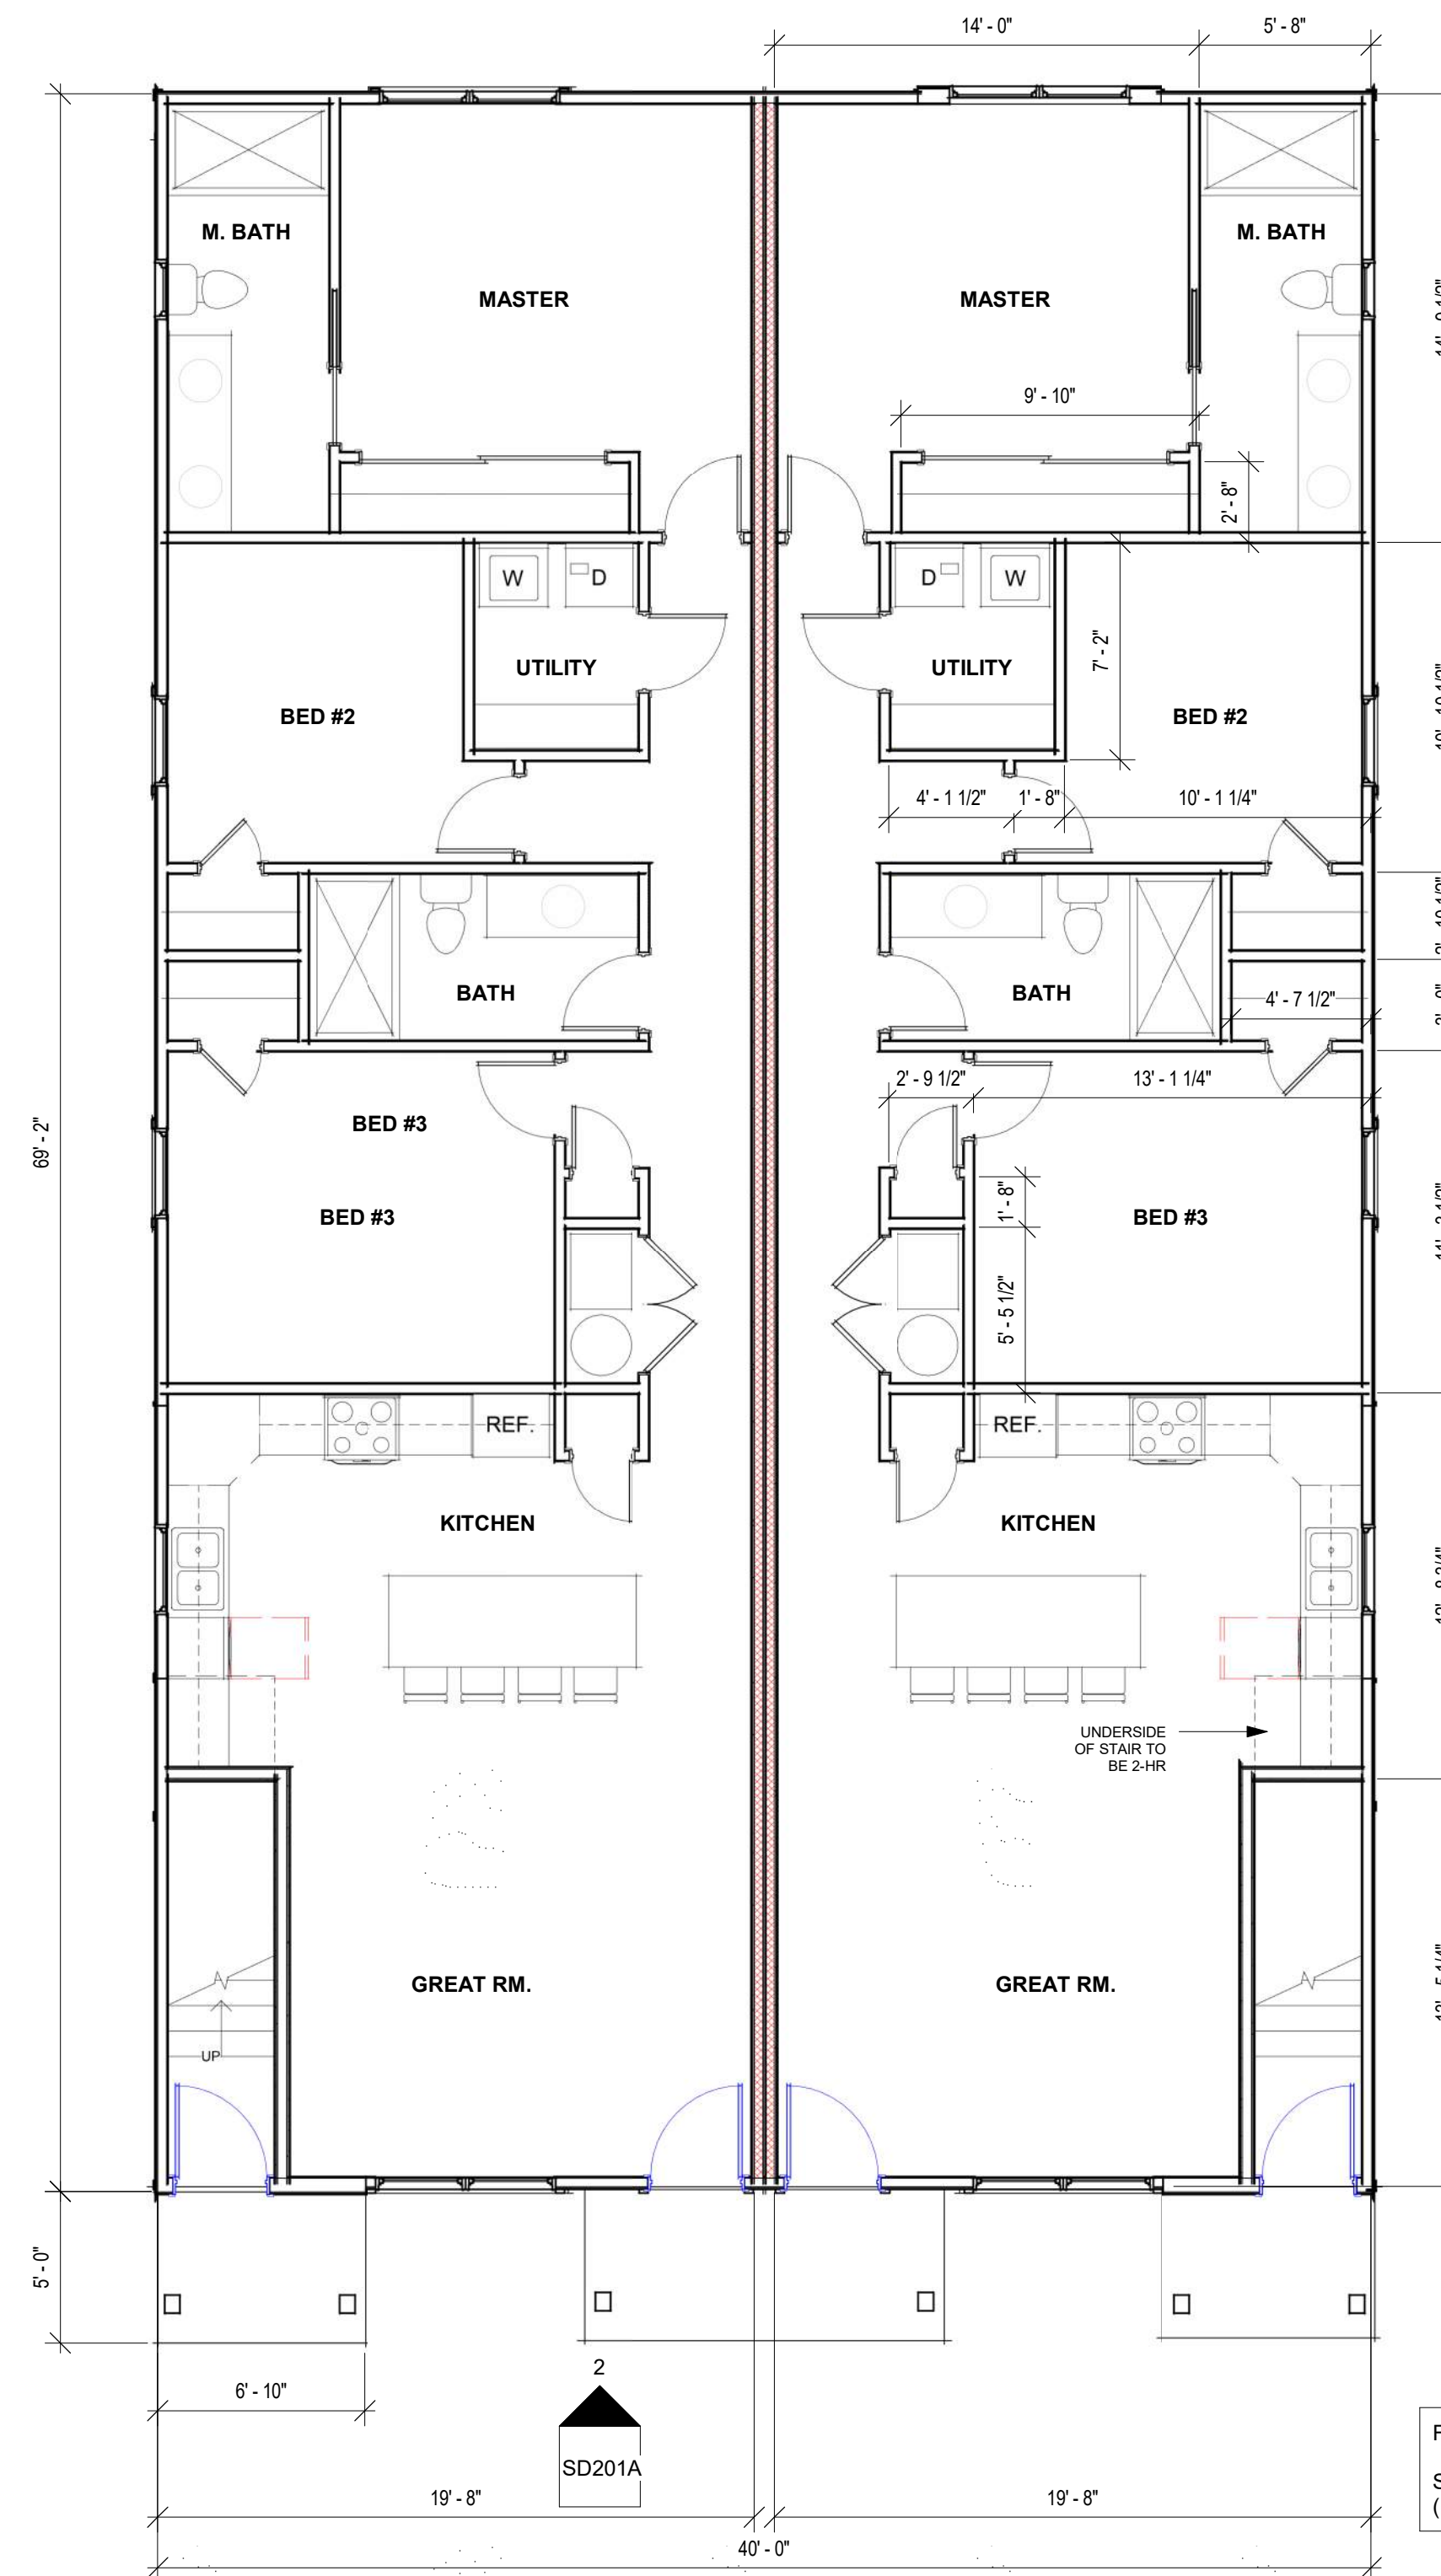 14' - 0"
5' - 8"
M. BATH
M. BATH
MASTER
MASTER
9' - 10"
2' - 8"
W
D
D
W
UTILITY
UTILITY
7' - 2"
BED #2
BED #2
4' - 1 1/2"
1' - 8"
10' - 1 1/4"
BATH
BATH
4' - 7 1/2"
2' - 9 1/2"
13' - 1 1/4"
69' - 2"
BED #3
1' - 8"
BED #3
BED #3
5' - 5 1/2"
REF.
REF.
KITCHEN
KITCHEN
UNDERSIDE
OF STAIR TO
BE 2-HR
GREAT RM.
GREAT RM.
UP
5' - 0"
2
6' - 10"
SD201A
19' - 8"
19' - 8"
40' - 0"